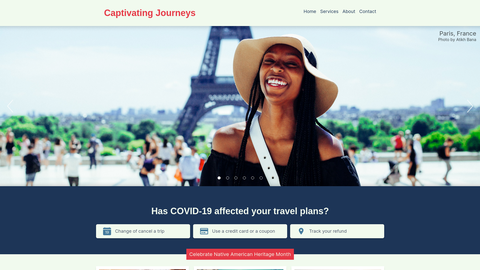 Captivating Journeys
Home Services About Contact
Paris, France
Photo by Atikh Bana
Has COVID-19 affected your travel plans?
Change of cancel a trip
Use a credit card or a coupon
Track your refund
Celebrate Native American Heritage Month